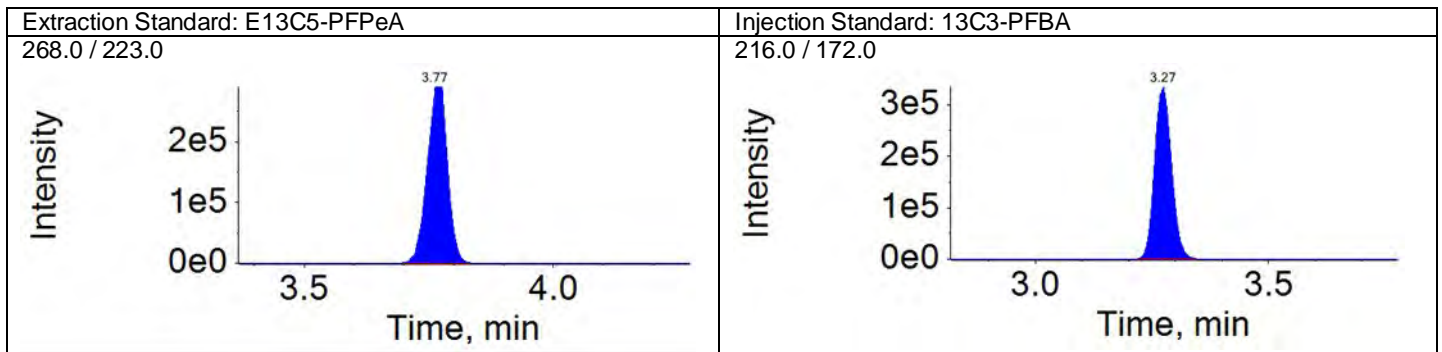 Extraction Standard: E13C5-PFPeA
268.0 / 223.0
3.77
Intensity
2e5
1e5
0e0
3.5 4.0
Time, min
Injection Standard: 13C3-PFBA
216.0 / 172.0
3.27
Intensity
3e5
2e5
1e5
0e0
3.0 3.5
Time, min